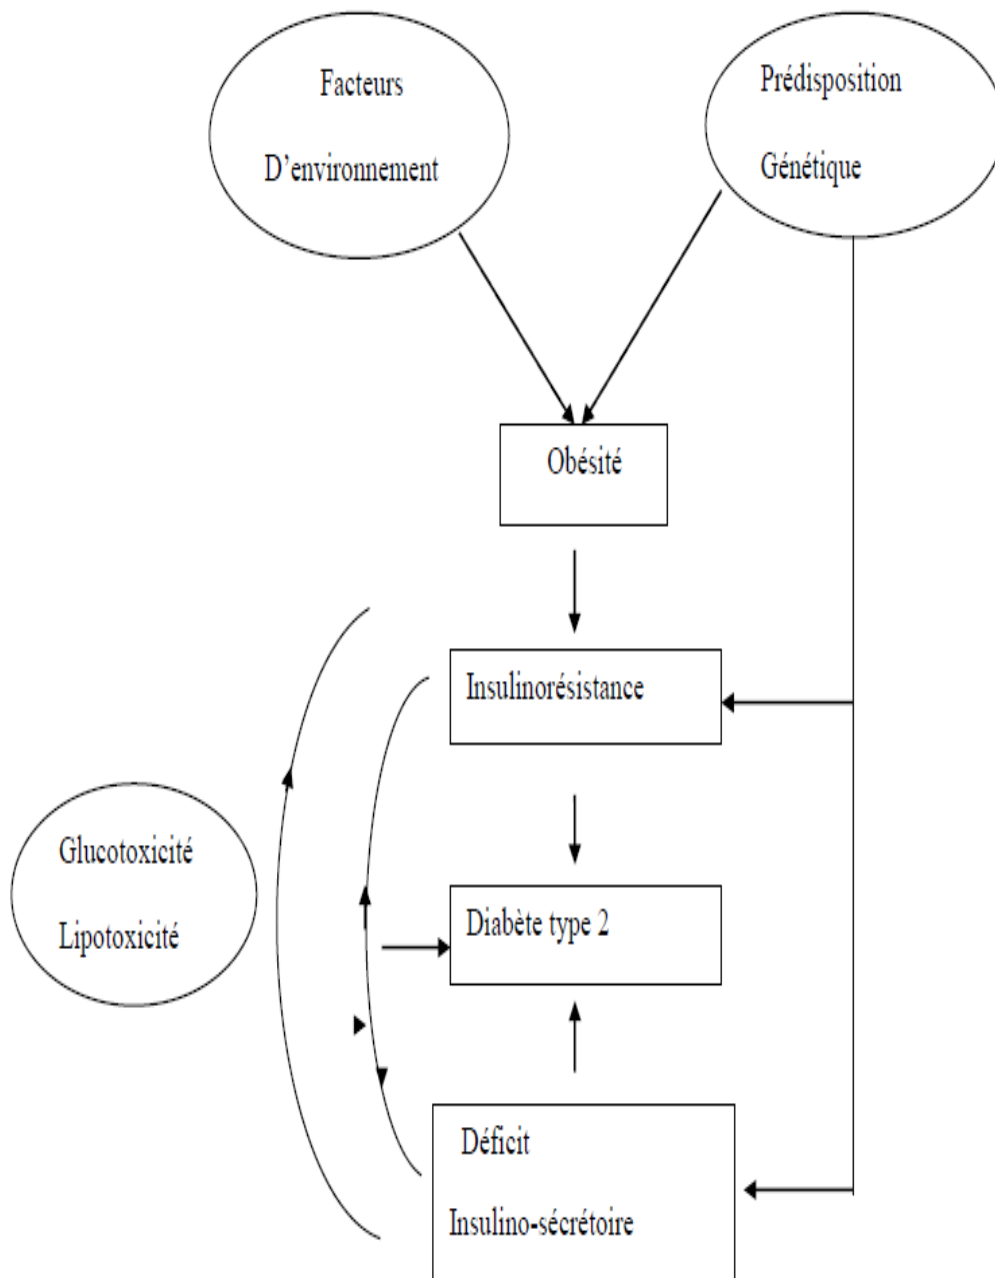 Facteurs
D’environnement
Prédisposition
Génétique
Obésité
Insulinorésistance
Glucotoxicité
Lipotoxicité
Diabète type 2
Déficit
Insulino-sécrétoire